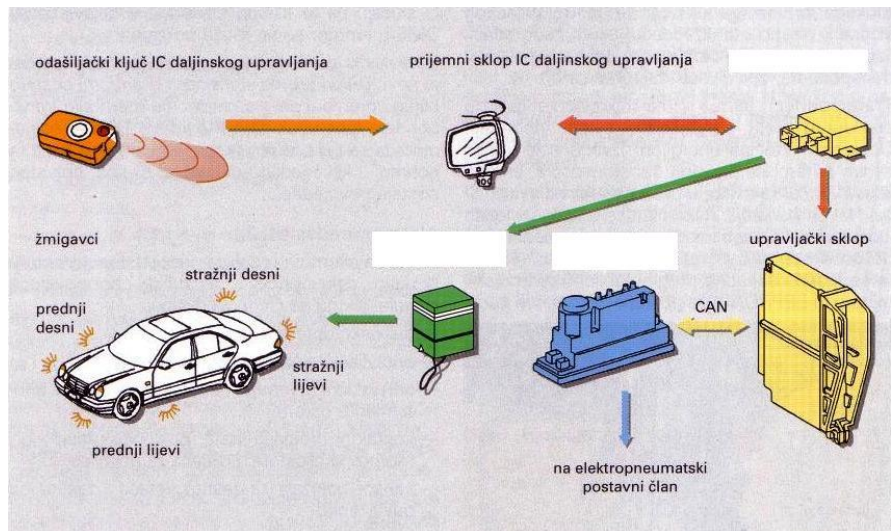 odašiljački ključ IC daljinskog upravljanja
prijemni sklop IC daljinskog upravljanja
žmigavci
upravljački sklop
stražnji desni
prednji
desni
CAN
stražnji
lijevi
prednji lijevi
na elektropneumatski
postavni član